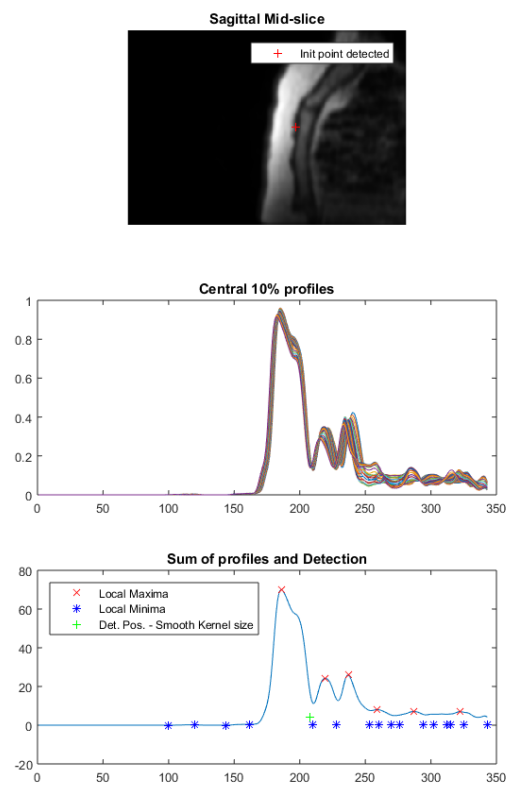 Sagittal Mid-slice
Init point detected
Central 10% profiles
1
0.8
0.6
0.4
0.2
0
0 50 100 150 200 250 300 350
Sum of profiles and Detection
80
60
40
20
0
-20
Local Maxima
Local Minima
Det. Pos. - Smooth Kernel size
0 50 100 150 200 250 300 350